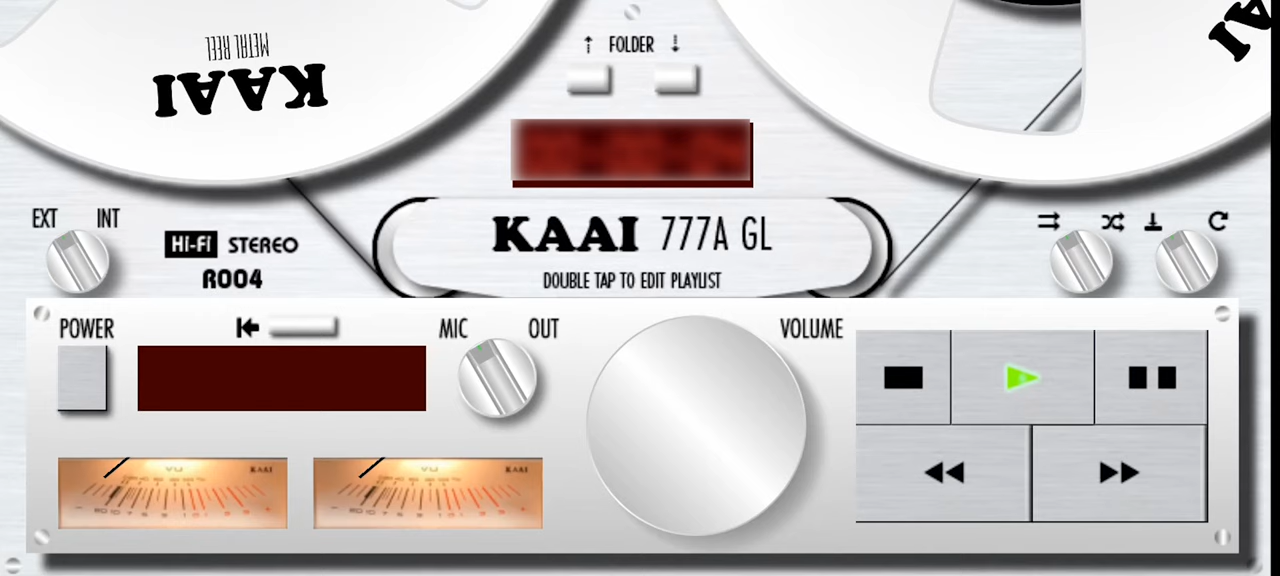 METAL REEL
KAAI
↑ FOLDER ↓
KAAI
EXT INT
Hi-Fi STEREO
R004
KAAI 777A GL
DOUBLE TAP TO EDIT PLAYLIST
POWER
MIC OUT
VOLUME
VU KAAI
VU KAAI